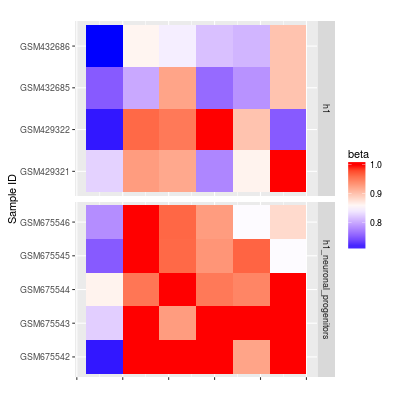 Sample ID
GSM432686
GSM432685
GSM429322
GSM429321
h1
GSM675546
GSM675545
GSM675544
GSM675543
GSM675542
h1_neuronal_progenitors
beta
1.0
0.9
0.8